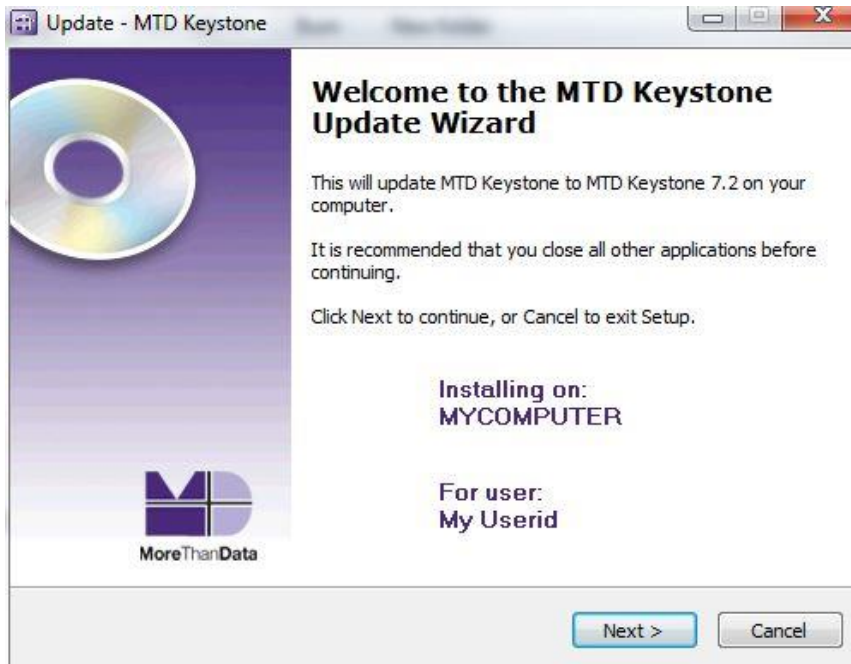 Update - MTD Keystone
Welcome to the MTD Keystone
Update Wizard
This will update MTD Keystone to MTD Keystone 7.2 on your
computer.
It is recommended that you close all other applications before
continuing.
Click Next to continue, or Cancel to exit Setup.
Installing on:
MYCOMPUTER
For user:
My Userid
MoreThanData
Next >
Cancel